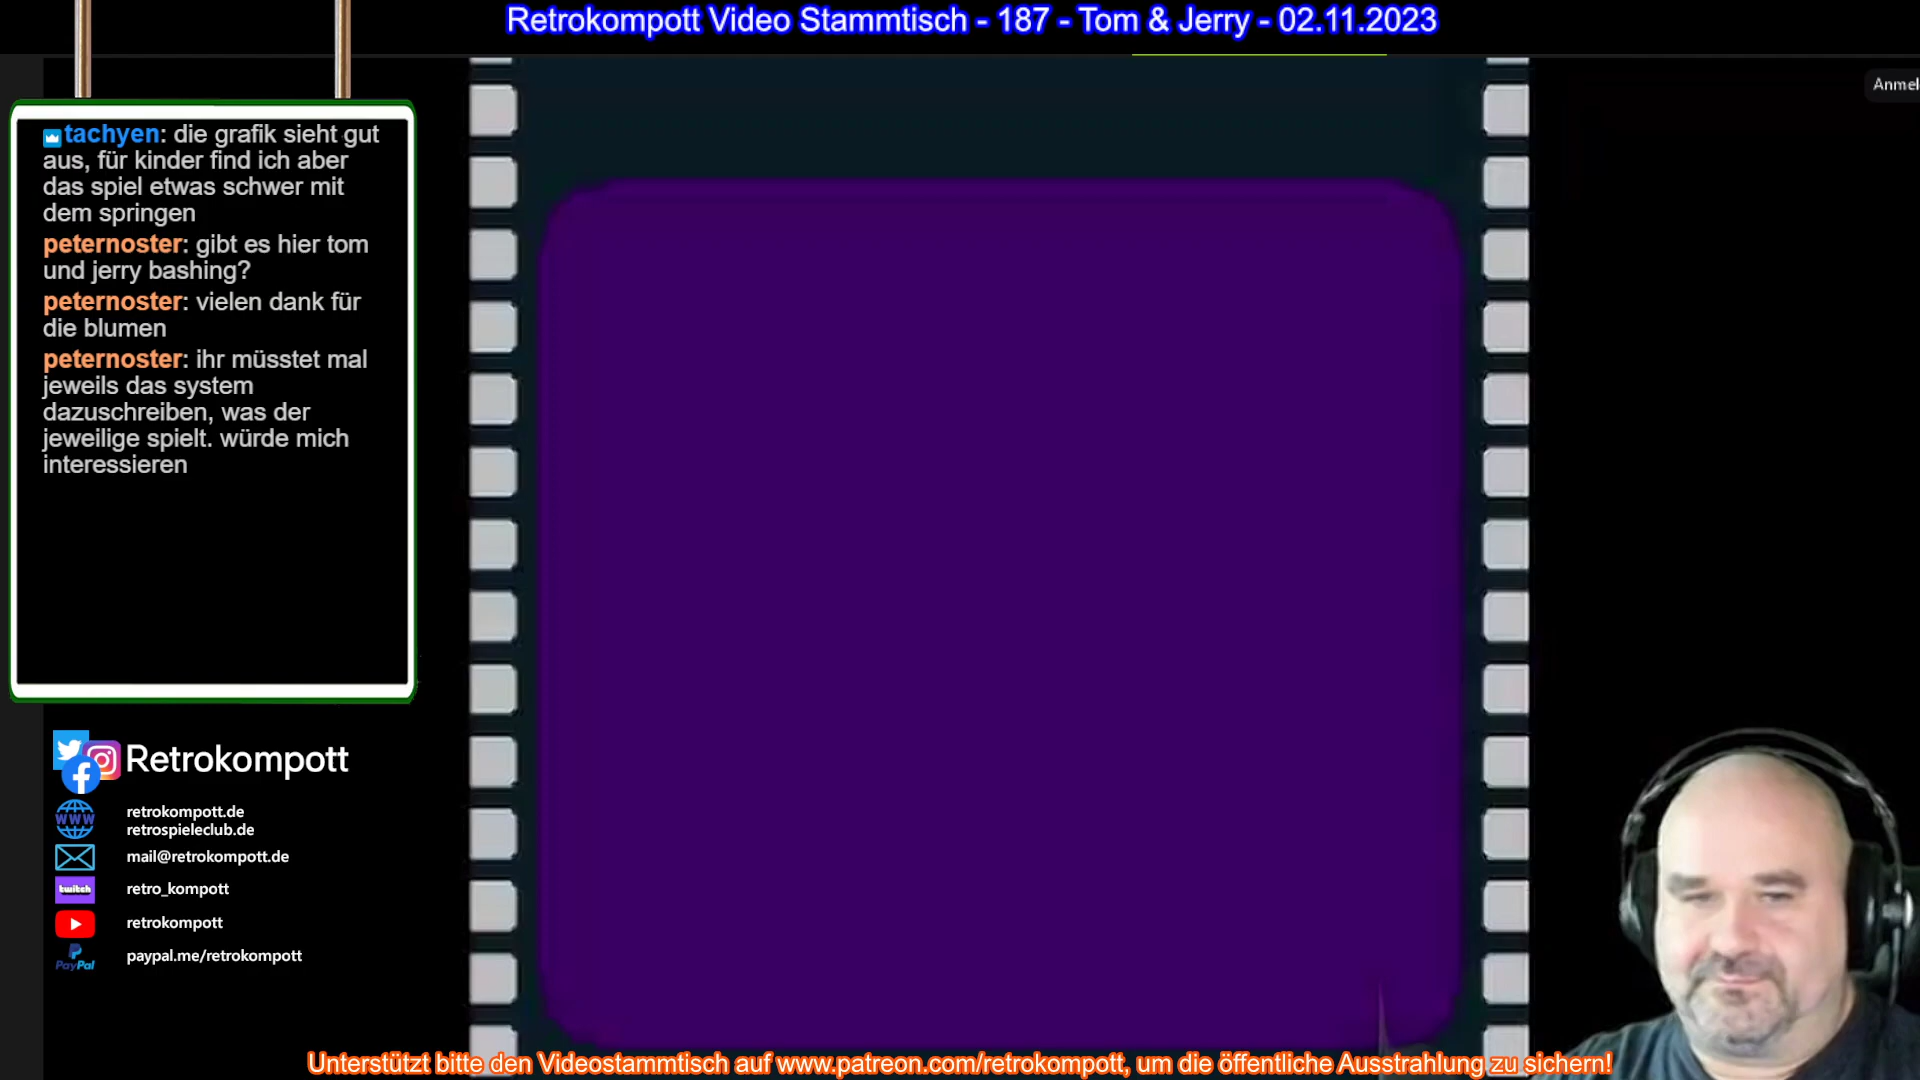 Retrokompott Video Stammtisch - 187 - Tom & Jerry - 02.11.2023
Anmel
tachyen: die grafik sieht gut
aus, für kinder find ich aber
das spiel etwas schwer mit
dem springen
peternoster: gibt es hier tom
und jerry bashing?
peternoster: vielen dank für
die blumen
peternoster: ihr müsstet mal
jeweils das system
dazuschreiben, was der
jeweilige spielt. würde mich
interessieren
Retrokompott
WWW
retrokompott.de
retrospieleclub.de
mail@retrokompott.de
twitch
retro_kompott
retrokompott
PayPal
paypal.me/retrokompott
Unterstützt bitte den Videostammtisch auf www.patreon.com/retrokompott, um die öffentliche Ausstrahlung zu sichern!